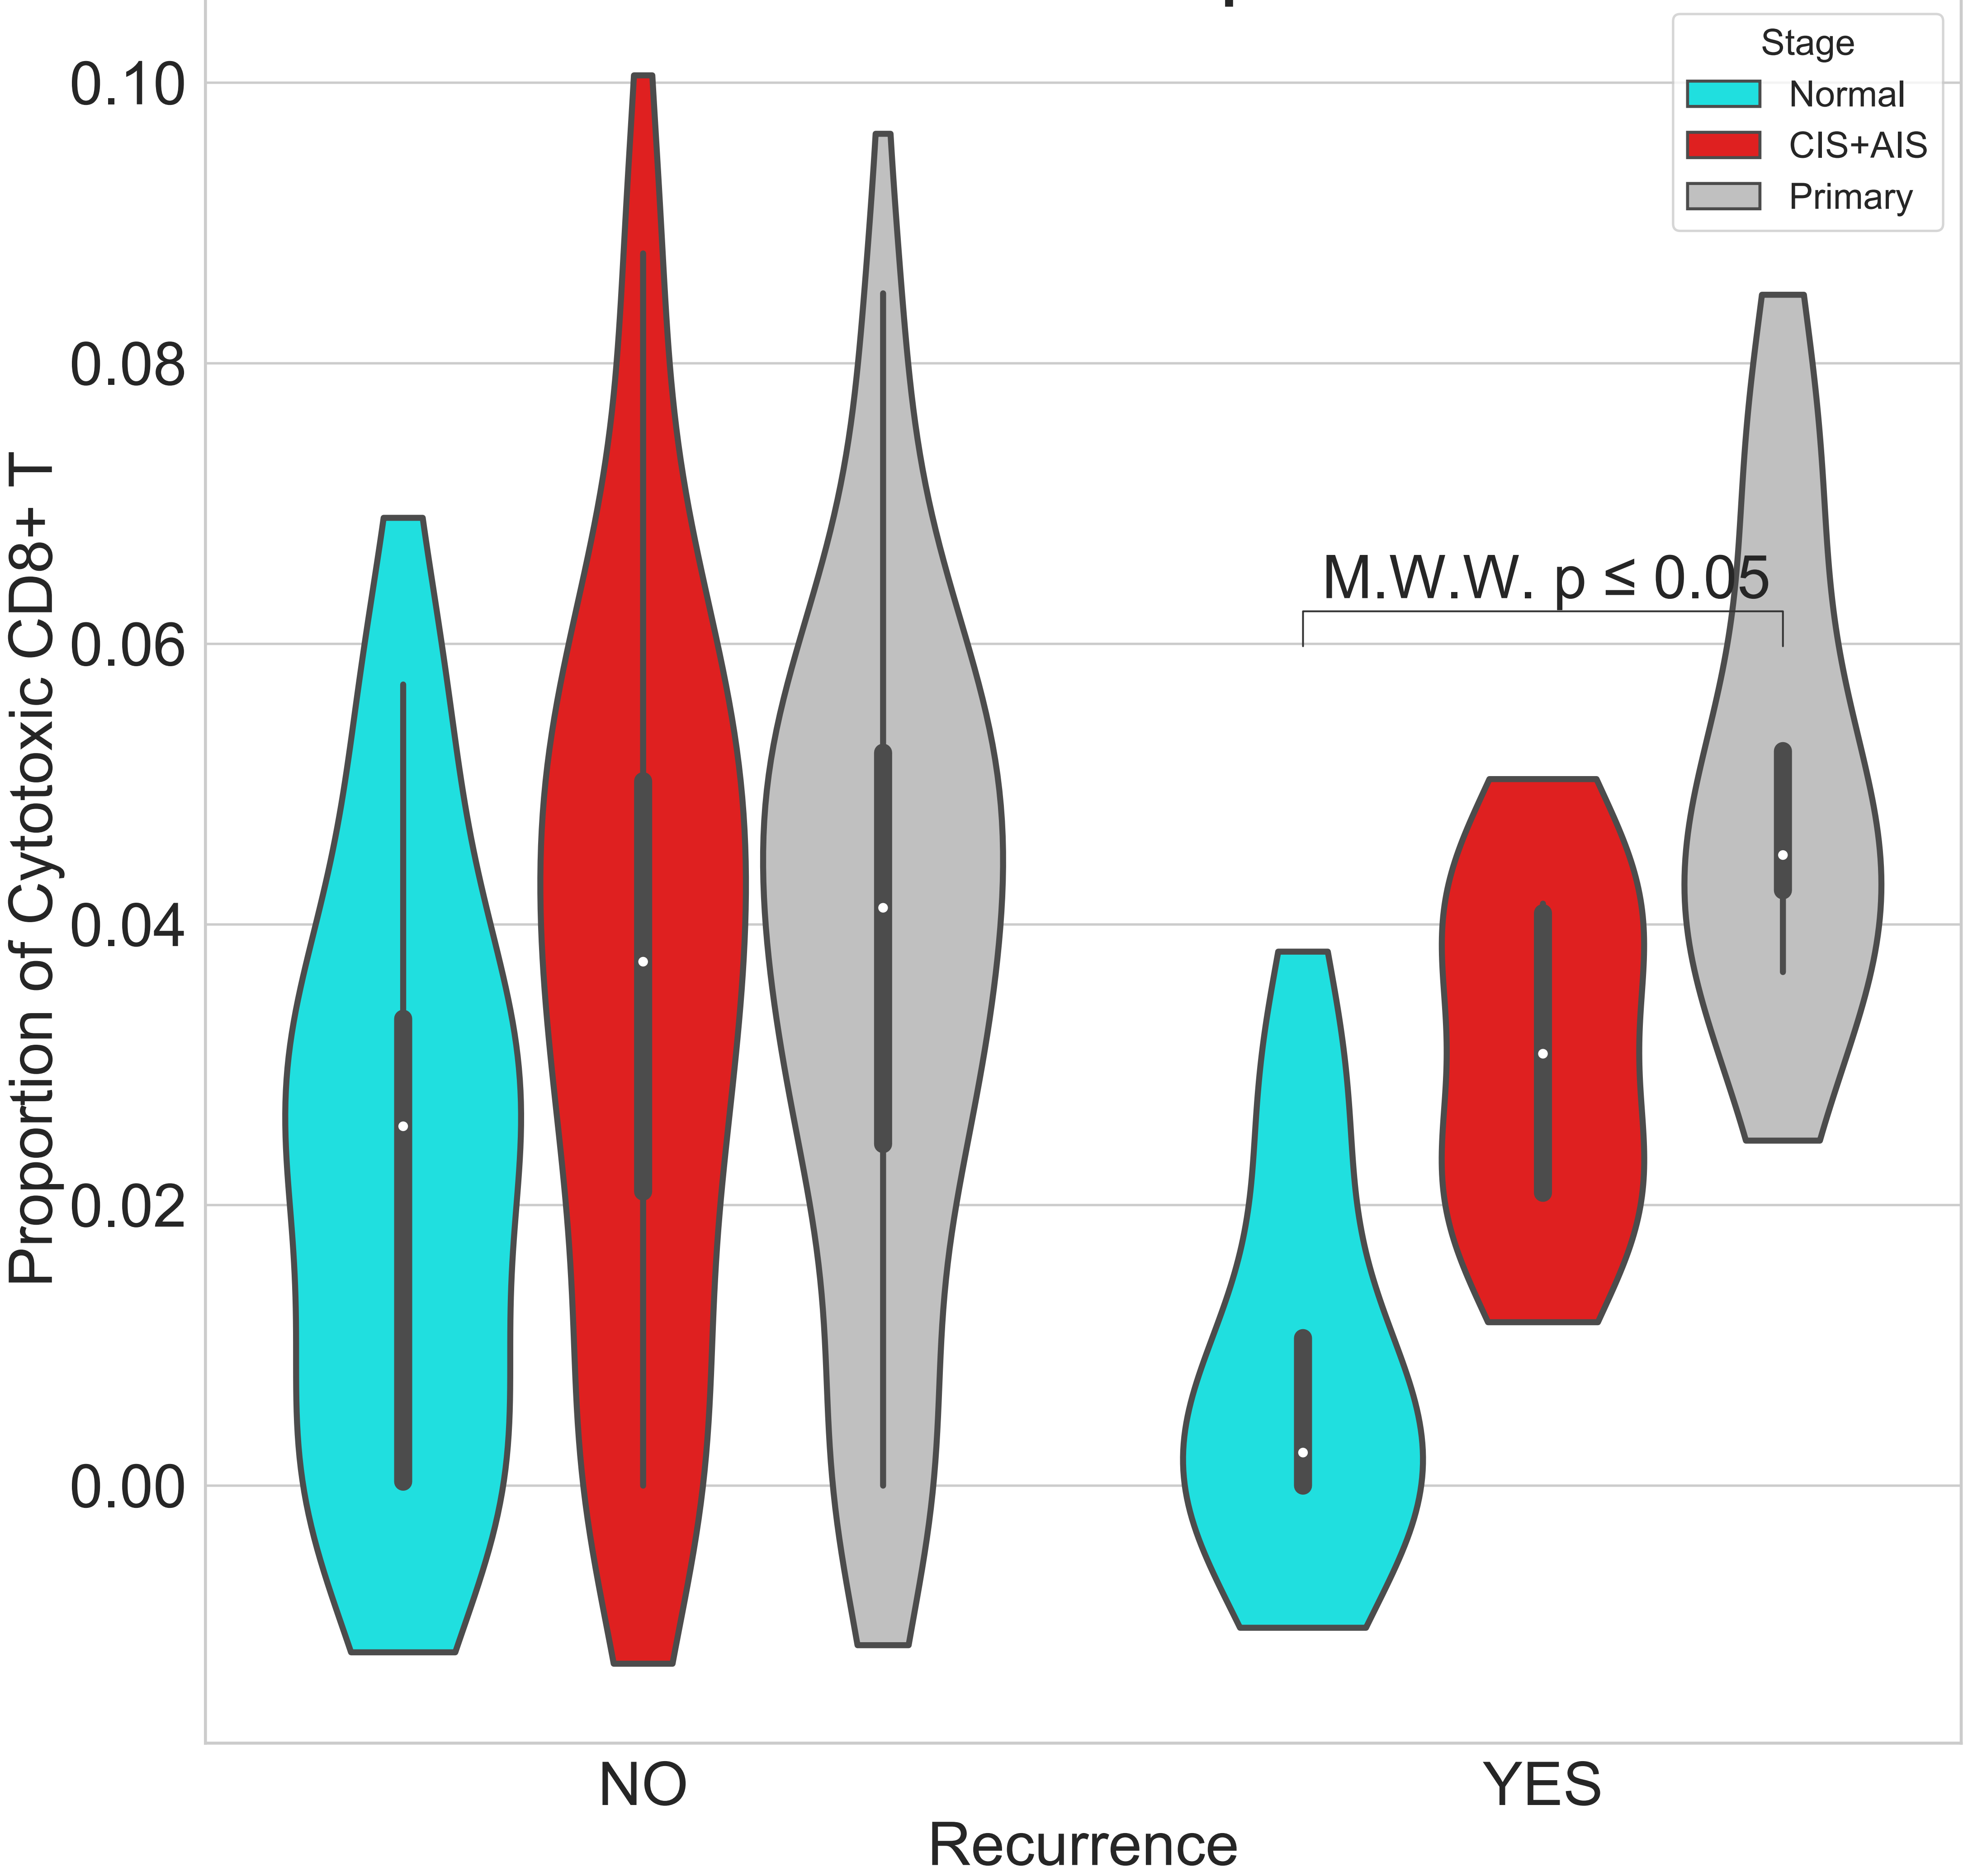 Stage
Normal
CIS+AIS
Primary
0.10
0.08
0.06
0.04
0.02
0.00
Proportion of Cytotoxic CD8+ T
M.W.W. p ≤ 0.05
NO
YES
Recurrence